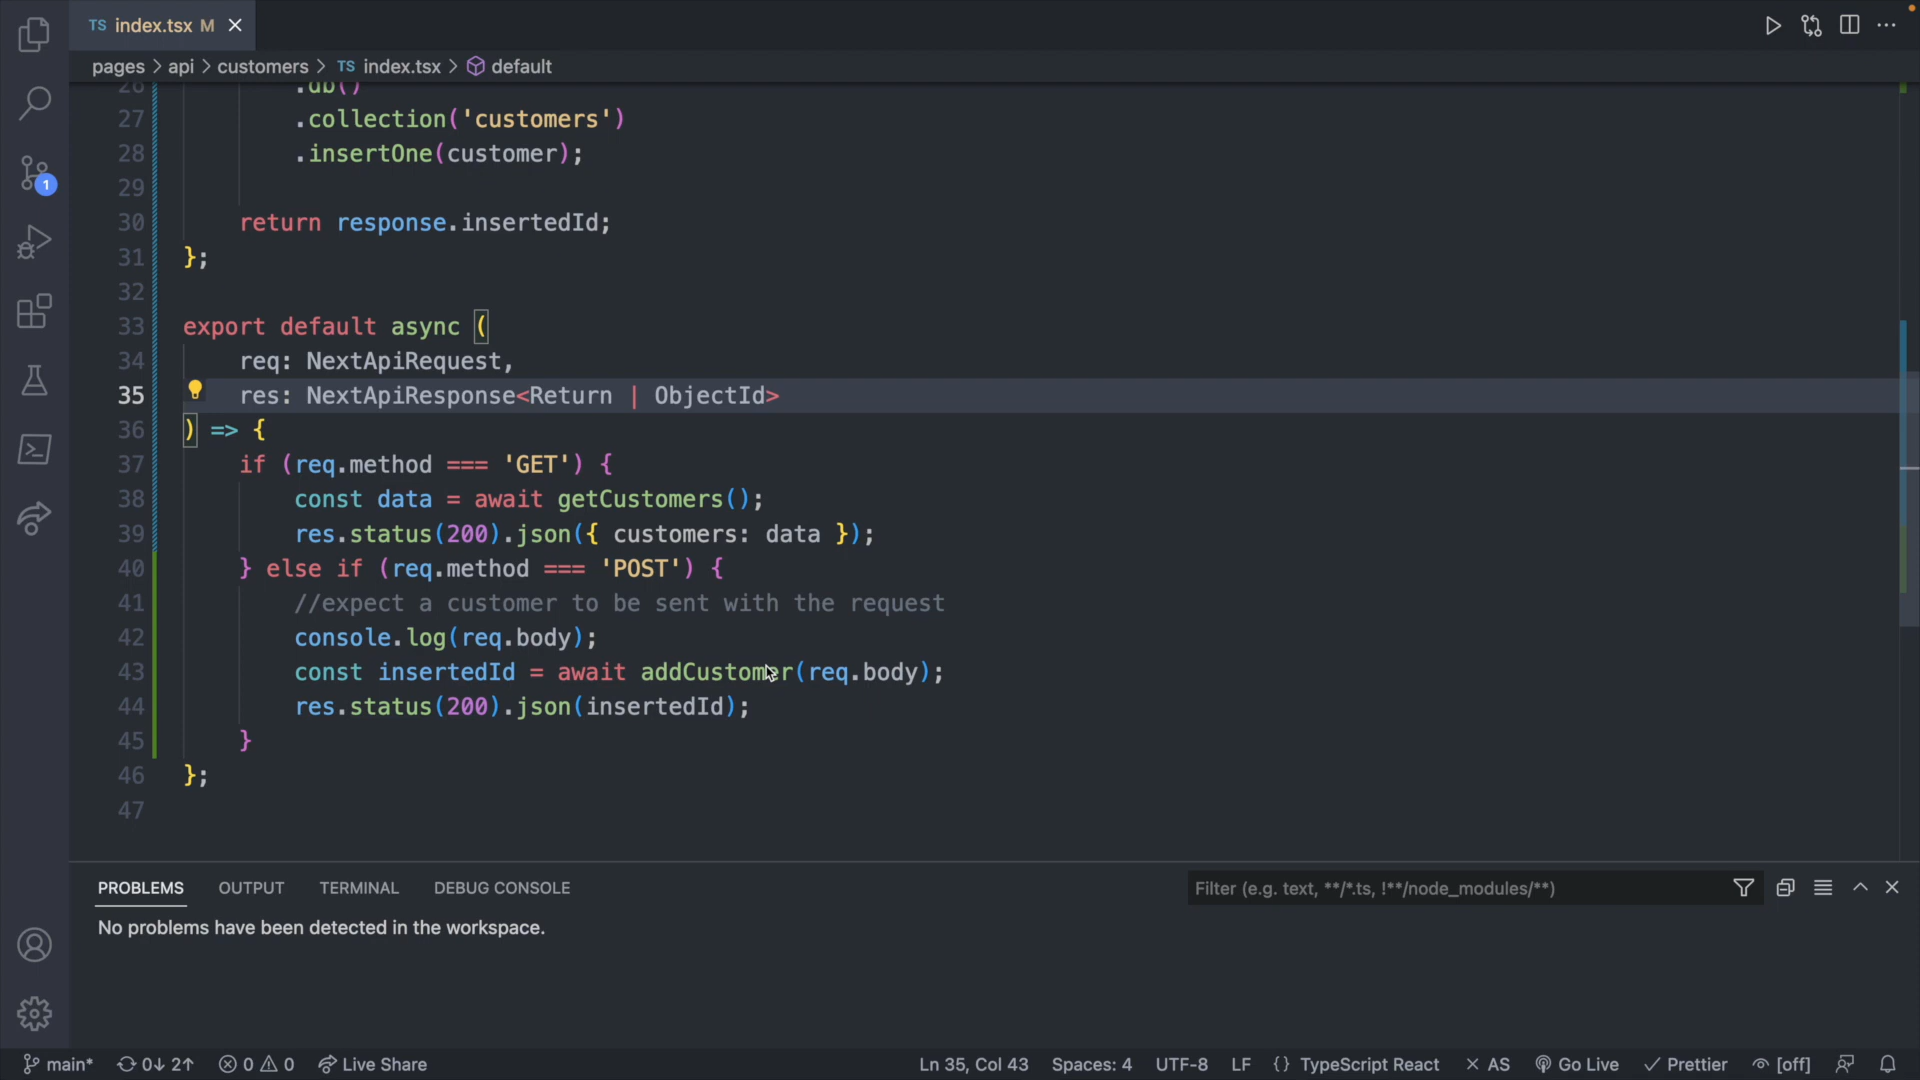 TS index.tsx M
pages > api > customers > TS index.tsx > default
26 .db()
27 .collection('customers')
28 .insertOne(customer);
29
30 return response.insertedId;
31 };
32
33 export default async (
34 req: NextApiRequest,
35 res: NextApiResponse<Return | ObjectId>
36 ) => {
37 if (req.method === 'GET') {
38 const data = await getCustomers();
39 res.status(200).json({ customers: data });
40 } else if (req.method === 'POST') {
41 //expect a customer to be sent with the request
42 console.log(req.body);
43 const insertedId = await addCustomer(req.body);
44 res.status(200).json(insertedId);
45 }
46 };
47
1
PROBLEMS OUTPUT TERMINAL DEBUG CONSOLE Filter (e.g. text, **/*.ts, !**/node_modules/**)
No problems have been detected in the workspace.
main* 0↓ 2↑ 0 0 Live Share Ln 35, Col 43 Spaces: 4 UTF-8 LF {} TypeScript React × AS Go Live ✓ Prettier [off]